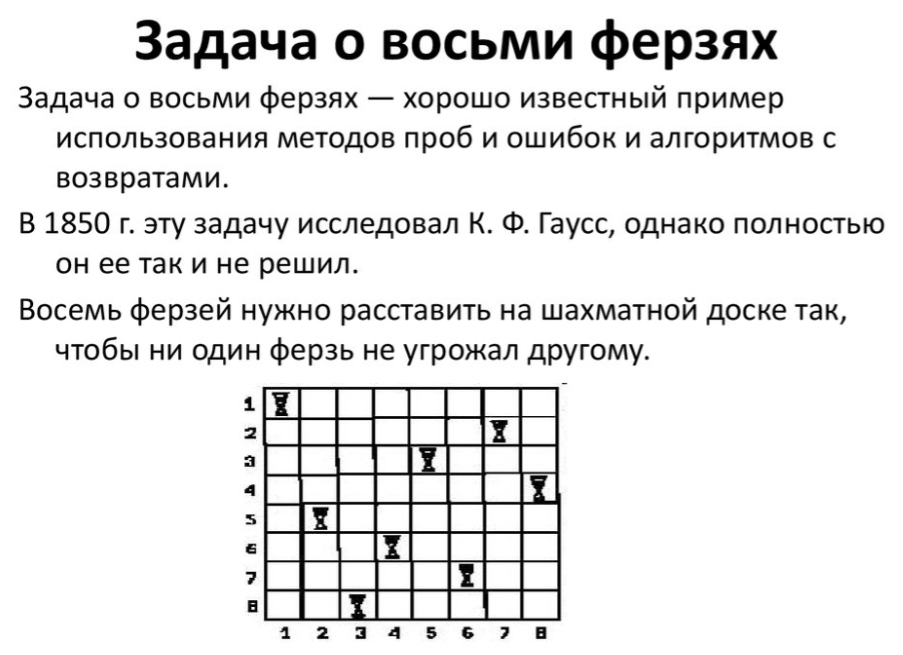 Задача о восьми ферзях
Задача о восьми ферзях — хорошо известный пример
использования методов проб и ошибок и алгоритмов с
возвратами.
В 1850 г. эту задачу исследовал К. Ф. Гаусс, однако полностью
он ее так и не решил.
Восемь ферзей нужно расставить на шахматной доске так,
чтобы ни один ферзь не угрожал другому.
1
2
3
4
5
6
7
8
1 2 3 4 5 6 7 8